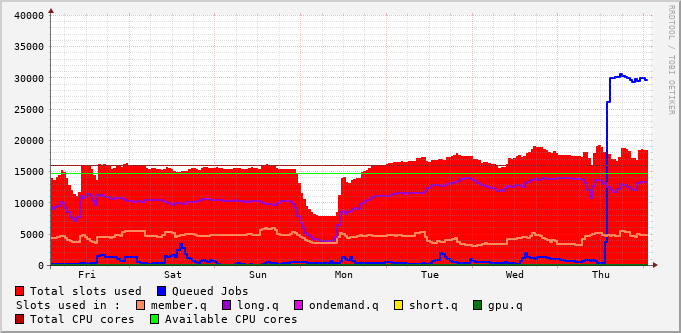 RRDTOOL / TOBI OETIKER
40000
35000
30000
25000
20000
15000
10000
5000
0
Fri Sat Sun Mon Tue Wed Thu
Total slots used Queued Jobs
Slots used in : member.q long.q ondemand.q short.q gpu.q
Total CPU cores Available CPU cores